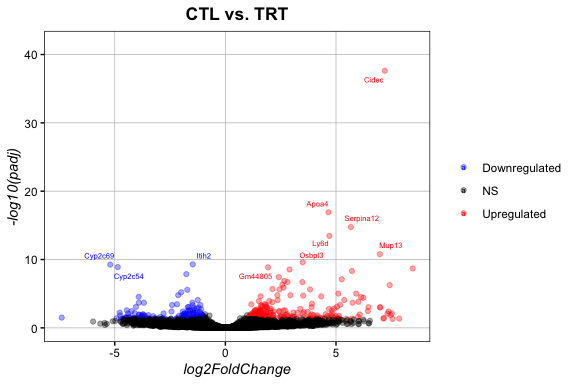 CTL vs. TRT
40
30
20
10
0
-5
0
5
-log10(padj)
log2FoldChange
Cidec
Apoa4
Serpina12
Ly6d
Mup13
Osbpl3
Cyp2c69
Itih2
Cyp2c54
Gm44805
Downregulated
NS
Upregulated